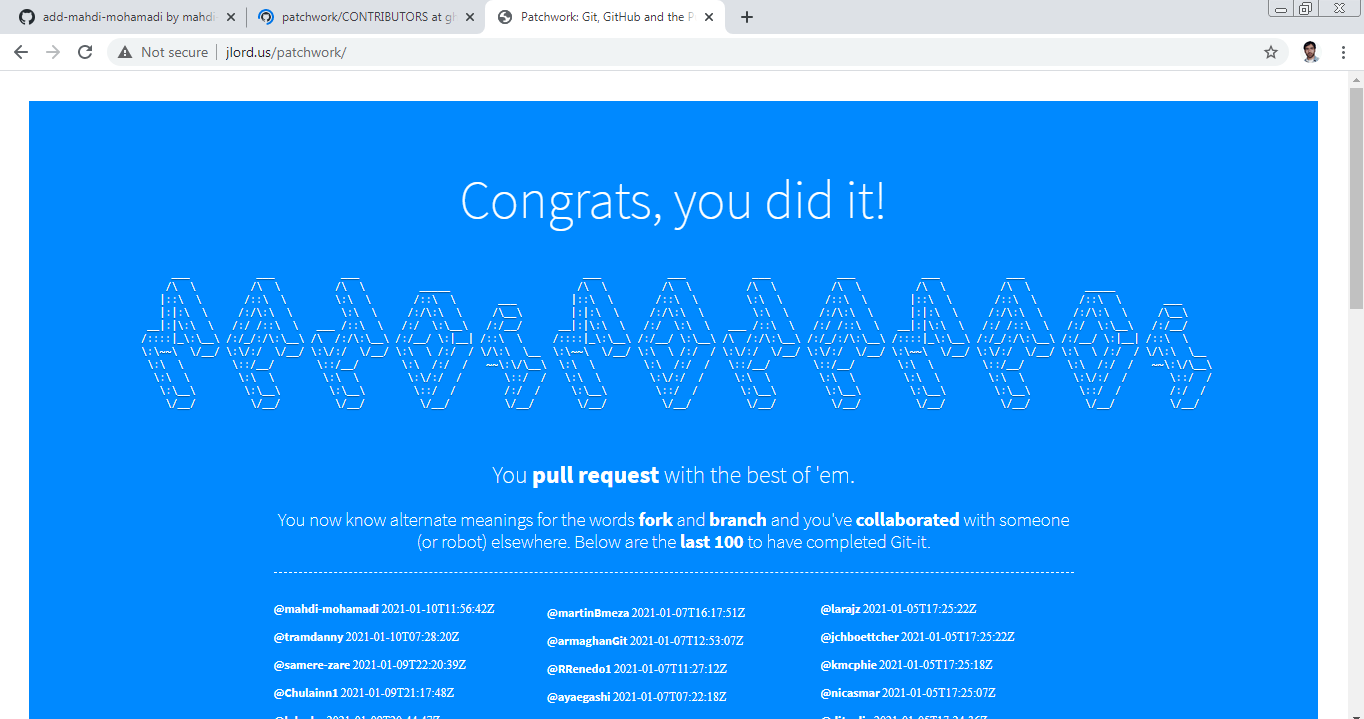 add-mahdi-mohamadi by mahdi
patchwork/CONTRIBUTORS at gh
Patchwork: Git, GitHub and the P
Not secure
jlord.us/patchwork/
Congrats, you did it!
You pull request with the best of 'em.
You now know alternate meanings for the words fork and branch and you've collaborated with someone
(or robot) elsewhere. Below are the last 100 to have completed Git-it.
@mahdi-mohamadi 2021-01-10T11:56:42Z
@tramdanny 2021-01-10T07:28:20Z
@samere-zare 2021-01-09T22:20:39Z
@Chulainn1 2021-01-09T21:17:48Z
@martinBmeza 2021-01-07T16:17:51Z
@armaghanGit 2021-01-07T12:53:07Z
@RRenedo1 2021-01-07T11:27:12Z
@ayaegashi 2021-01-07T07:22:18Z
@larajz 2021-01-05T17:25:22Z
@jchboettcher 2021-01-05T17:25:22Z
@kmcphie 2021-01-05T17:25:18Z
@nicasmar 2021-01-05T17:25:07Z